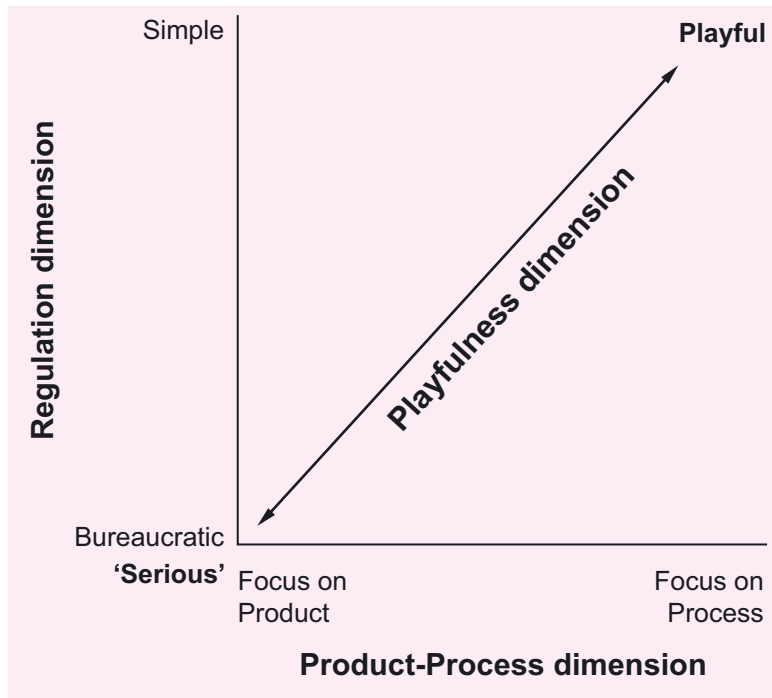 Simple
Playful
Regulation dimension
Playfulness dimension
Bureaucratic
‘Serious’
Focus on
Product
Focus on
Process
Product-Process dimension